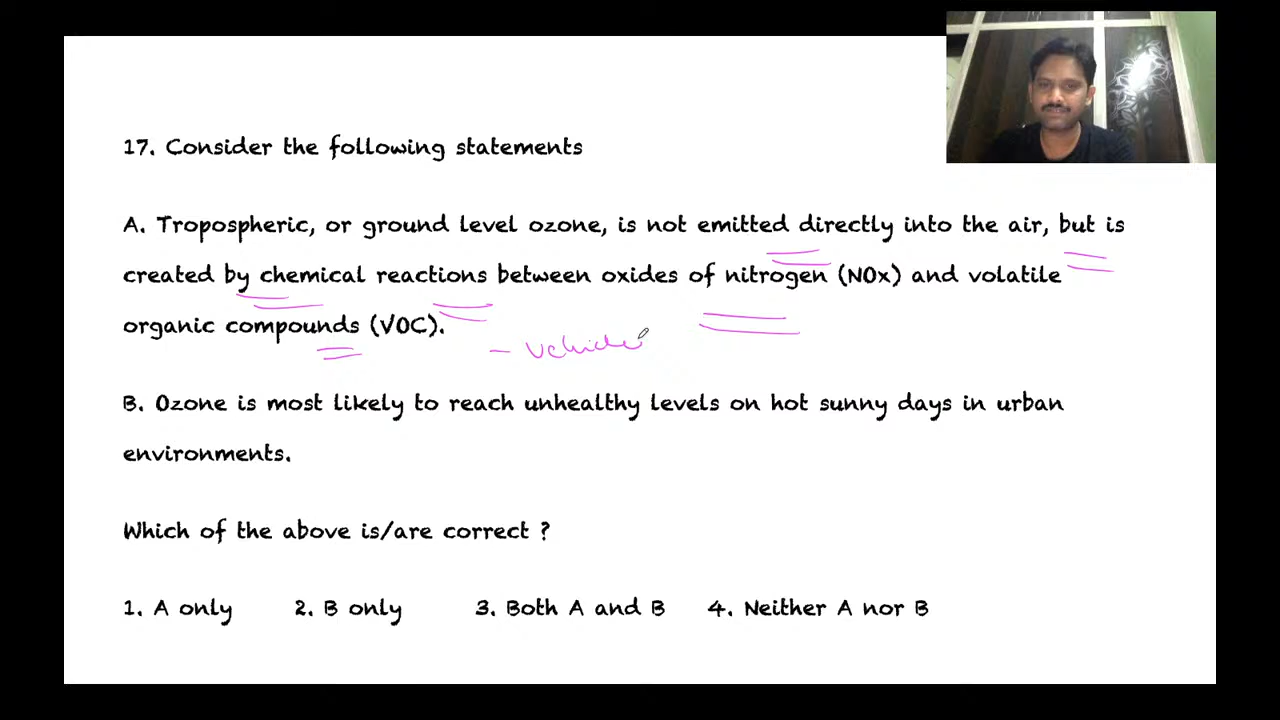 17. Consider the following statements
A. Tropospheric, or ground level ozone, is not emitted directly into the air, but is
created by chemical reactions between oxides of nitrogen (NOx) and volatile
organic compounds (VOC).
- vehicles
B. Ozone is most likely to reach unhealthy levels on hot sunny days in urban
environments.
Which of the above is/are correct ?
1. A only 2. B only 3. Both A and B 4. Neither A nor B